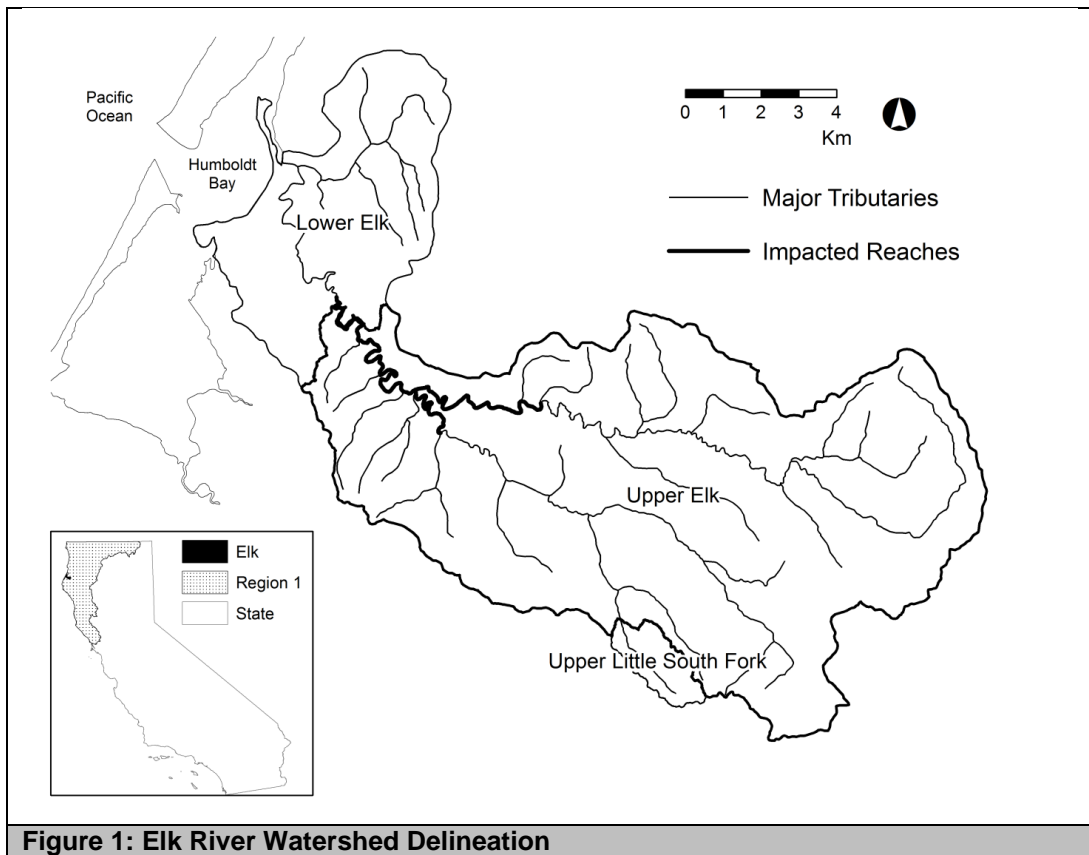 Pacific
Ocean
Humboldt
Bay
Lower Elk
0 1 2 3 4
Km
Major Tributaries
Impacted Reaches
Upper Elk
Upper Little South Fork
Elk
Region 1
State
Figure 1: Elk River Watershed Delineation